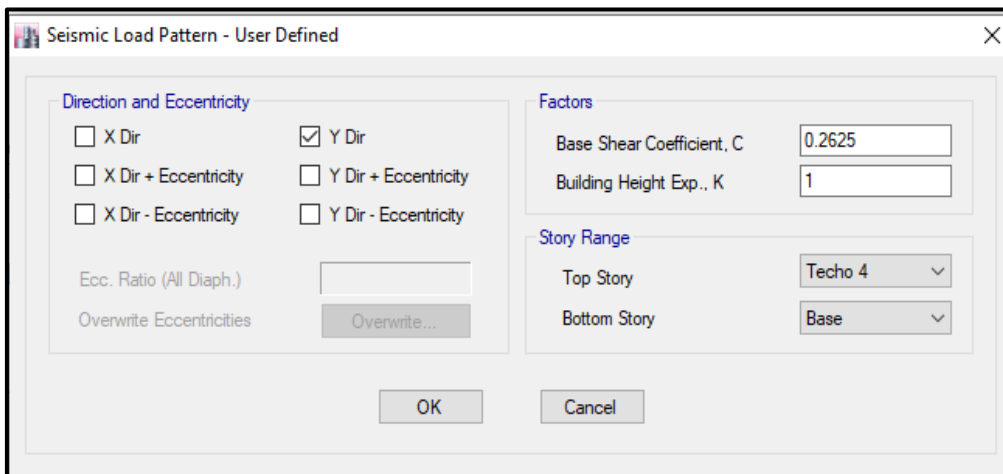 Seismic Load Pattern - User Defined
Direction and Eccentricity
X Dir
Y Dir
X Dir + Eccentricity
Y Dir + Eccentricity
X Dir - Eccentricity
Y Dir - Eccentricity
Ecc. Ratio (All Diaph.)
Overwrite Eccentricities
Overwrite...
Factors
Base Shear Coefficient, C
0.2625
Building Height Exp., K
1
Story Range
Top Story
Techo 4
Bottom Story
Base
OK
Cancel